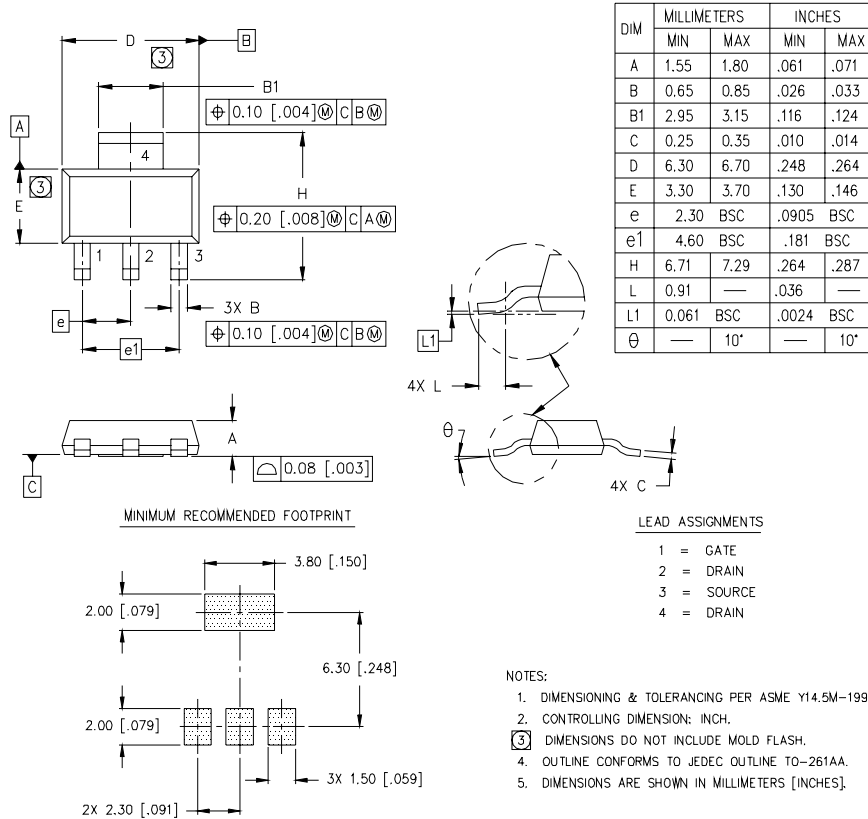 D
B
3
B1
⌖ 0.10 [.004]Ⓜ C BⓂ
A
4
3
E
H
⌖ 0.20 [.008]Ⓜ C AⓂ
1 2 3
3X B
e
⌖ 0.10 [.004]Ⓜ C BⓂ
e1
L1
4X L
A
C
⌓ 0.08 [.003]
θ
4X C
DIM MILLIMETERS INCHES
MIN MAX MIN MAX
A 1.55 1.80 .061 .071
B 0.65 0.85 .026 .033
B1 2.95 3.15 .116 .124
C 0.25 0.35 .010 .014
D 6.30 6.70 .248 .264
E 3.30 3.70 .130 .146
e 2.30 BSC .0905 BSC
e1 4.60 BSC .181 BSC
H 6.71 7.29 .264 .287
L 0.91 — .036 —
L1 0.061 BSC .0024 BSC
θ — 10° — 10°
MINIMUM RECOMMENDED FOOTPRINT
3.80 [.150]
2.00 [.079]
6.30 [.248]
2.00 [.079]
3X 1.50 [.059]
2X 2.30 [.091]
LEAD ASSIGNMENTS
1 = GATE
2 = DRAIN
3 = SOURCE
4 = DRAIN
NOTES:
1. DIMENSIONING & TOLERANCING PER ASME Y14.5M-199
2. CONTROLLING DIMENSION: INCH.
3 DIMENSIONS DO NOT INCLUDE MOLD FLASH.
4. OUTLINE CONFORMS TO JEDEC OUTLINE TO-261AA.
5. DIMENSIONS ARE SHOWN IN MILLIMETERS [INCHES].